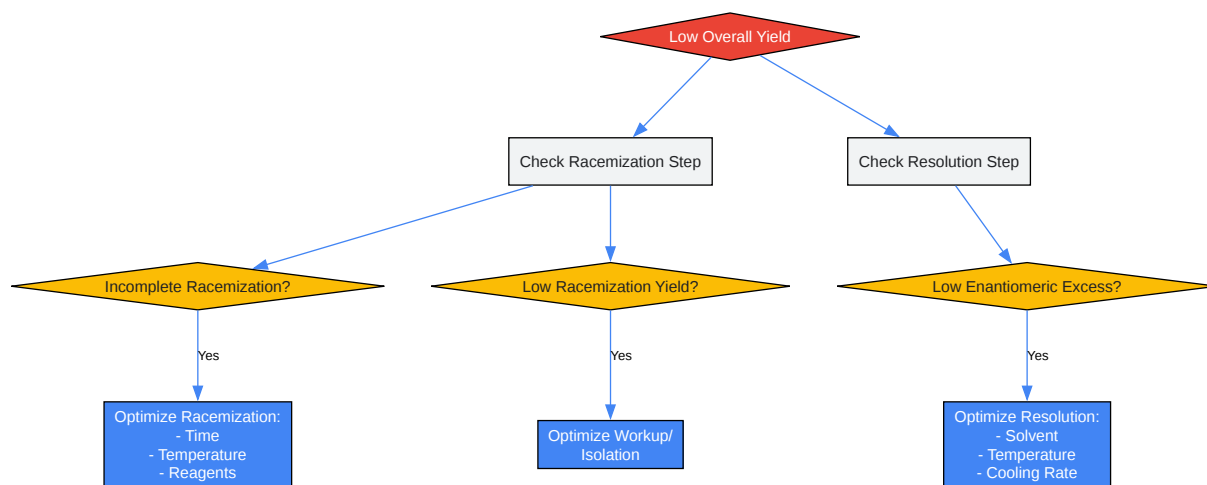 Low Overall Yield
Check Racemization Step
Check Resolution Step
Incomplete Racemization?
Low Racemization Yield?
Low Enantiomeric Excess?
Yes
Yes
Yes
Optimize Racemization:
- Time
- Temperature
- Reagents
Optimize Workup/
Isolation
Optimize Resolution:
- Solvent
- Temperature
- Cooling Rate